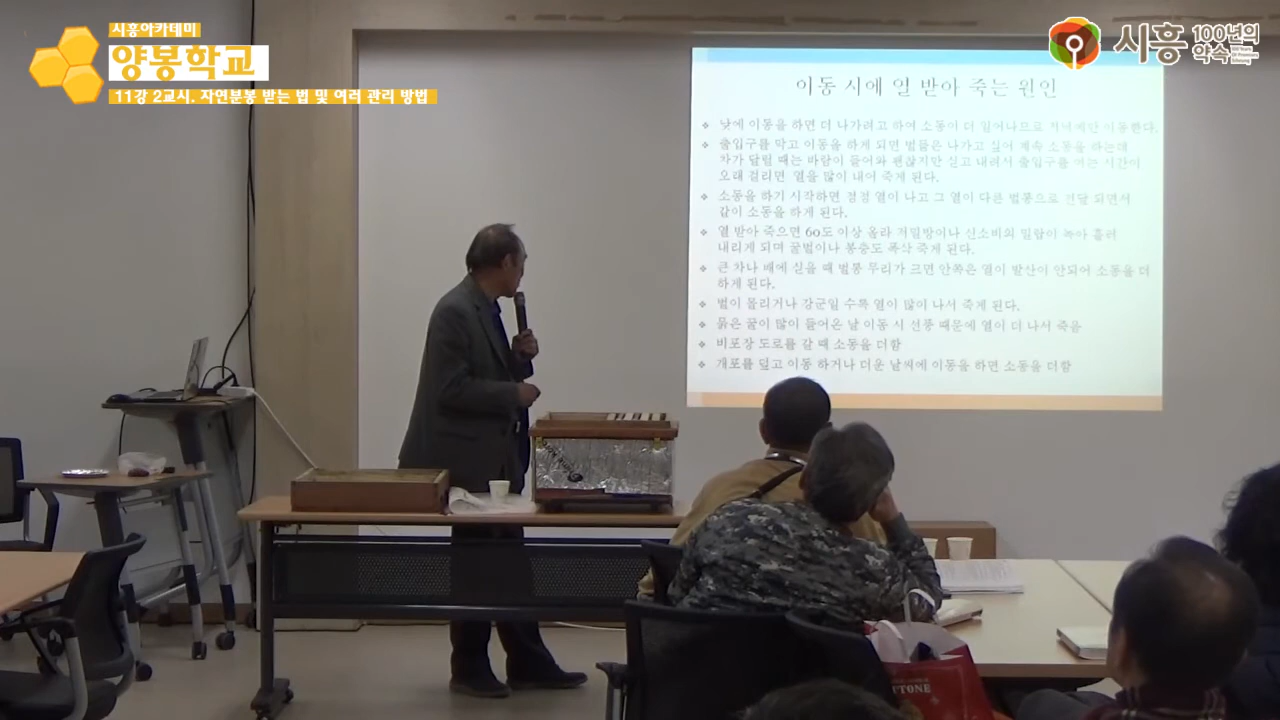 시흥아카데미
양봉학교
11강 2교시. 자연분봉 받는 법 및 여러 관리 방법
시흥 100년의
약속
이동 시에 열 받아 죽는 원인
❖ 낮에 이동을 하면 더 나가려고 하여 소동이 더 일어나므로 저녁에만 이동한다.
❖ 출입구를 막고 이동을 하게 되면 벌들은 나가고 싶어 계속 소동을 하는데
차가 달릴 때는 바람이 들어와 괜찮지만 싣고 내려서 출입구를 여는 시간이
오래 걸리면 열을 많이 내어 죽게 된다.
❖ 소동을 하기 시작하면 점점 열이 나고 그 열이 다른 벌통으로 전달 되면서
같이 소동을 하게 된다.
❖ 열 받아 죽으면 60도 이상 올라 저밀방이나 신소비와 밀랍이 녹아 흘러
내리게 되며 꿀벌이나 봉충도 폭삭 죽게 된다.
❖ 큰 차나 배에 실을 때 벌통 무리가 크면 안쪽은 열이 발산이 안되어 소동을 더
하게 된다.
❖ 벌이 몰리거나 강군일 수록 열이 많이 나서 죽게 된다.
❖ 묽은 꿀이 많이 들어온 날 이동 시 선풍 때문에 열이 더 나서 죽음
❖ 비포장 도로를 갈 때 소동을 더함
❖ 개포를 덮고 이동 하거나 더운 날씨에 이동을 하면 소동을 더함